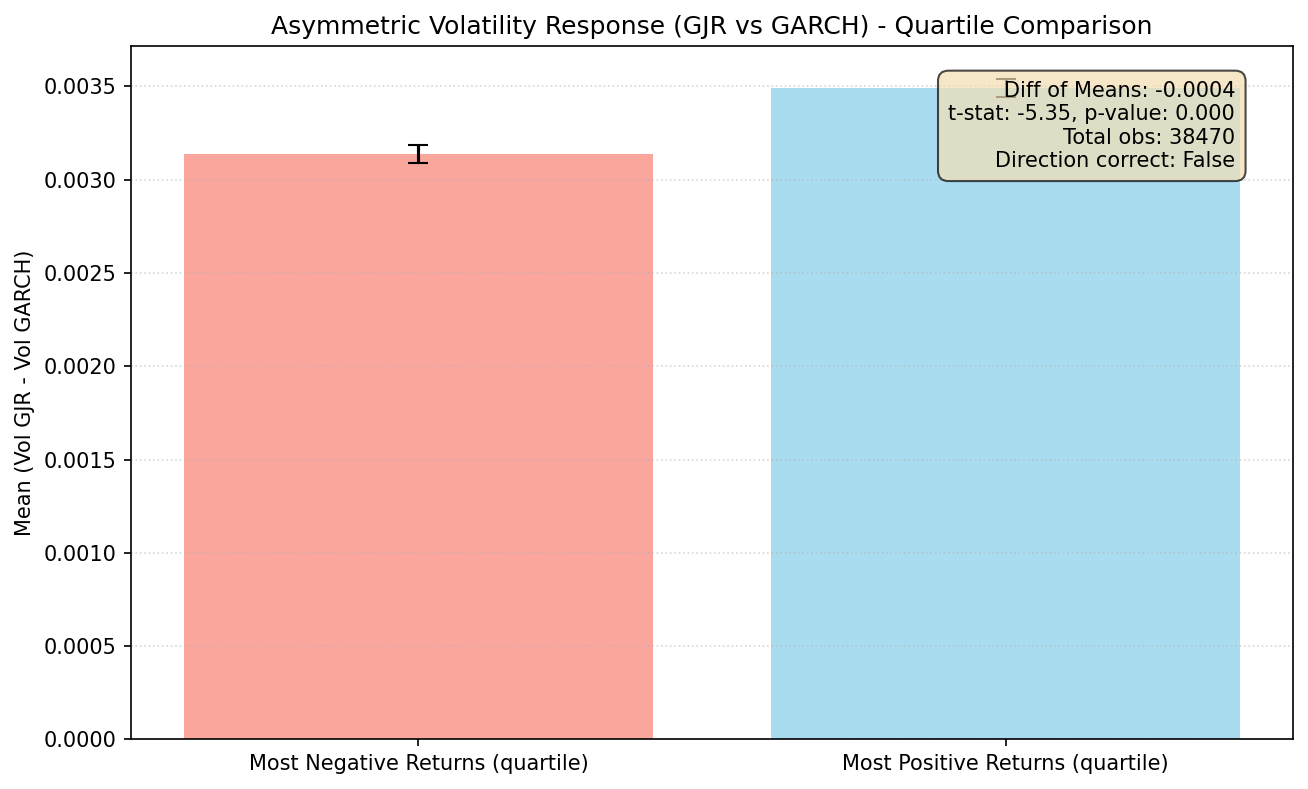 Asymmetric Volatility Response (GJR vs GARCH) - Quartile Comparison
Mean (Vol GJR - Vol GARCH)
0.0035
0.0030
0.0025
0.0020
0.0015
0.0010
0.0005
0.0000
Diff of Means: -0.0004
t-stat: -5.35, p-value: 0.000
Total obs: 38470
Direction correct: False
Most Negative Returns (quartile)
Most Positive Returns (quartile)